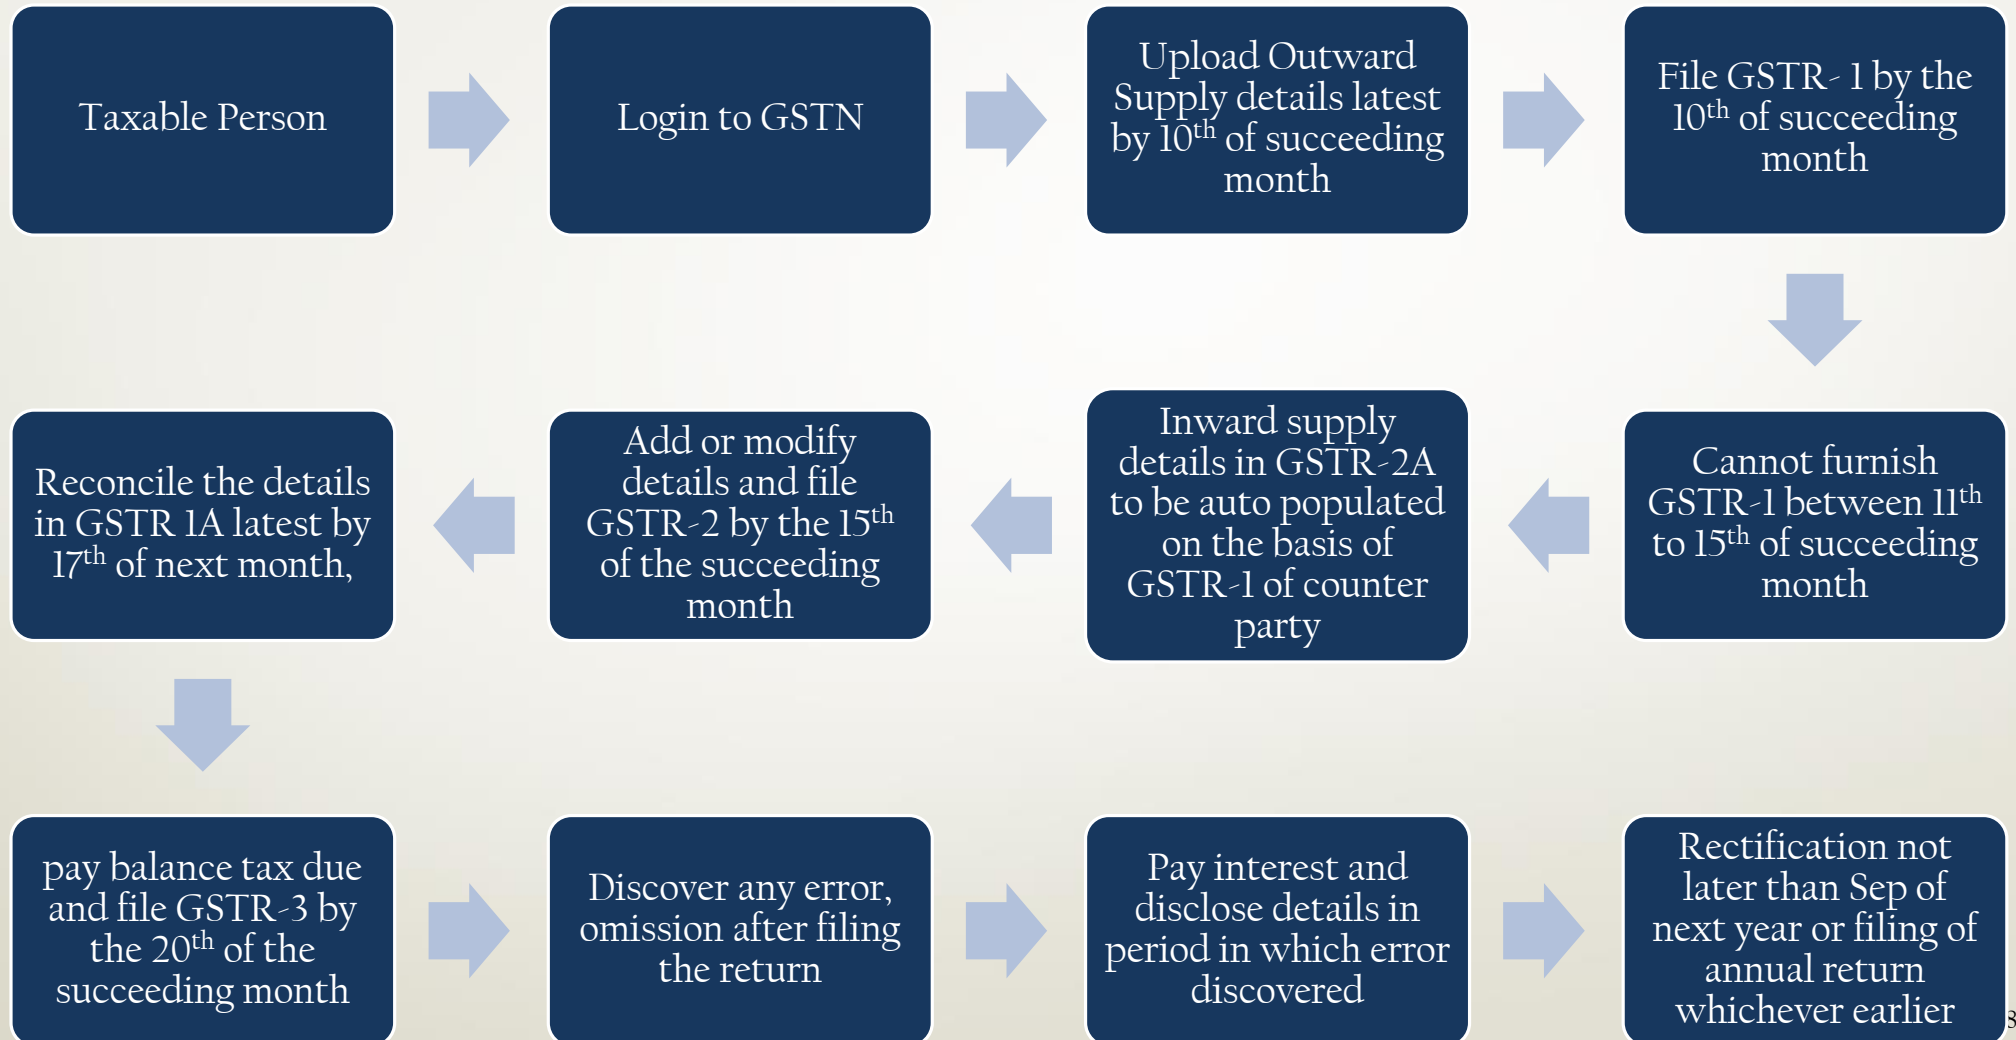 Taxable Person
Login to GSTN
Upload Outward
Supply details latest
by 10th of succeeding
month
File GSTR- 1 by the
10th of succeeding
month
Cannot furnish
GSTR-1 between 11th
to 15th of succeeding
month
Inward supply
details in GSTR-2A
to be auto populated
on the basis of
GSTR-1 of counter
party
Add or modify
details and file
GSTR-2 by the 15th
of the succeeding
month
Reconcile the details
in GSTR 1A latest by
17th of next month,
pay balance tax due
and file GSTR-3 by
the 20th of the
succeeding month
Discover any error,
omission after filing
the return
Pay interest and
disclose details in
period in which error
discovered
Rectification not
later than Sep of
next year or filing of
annual return
whichever earlier
8